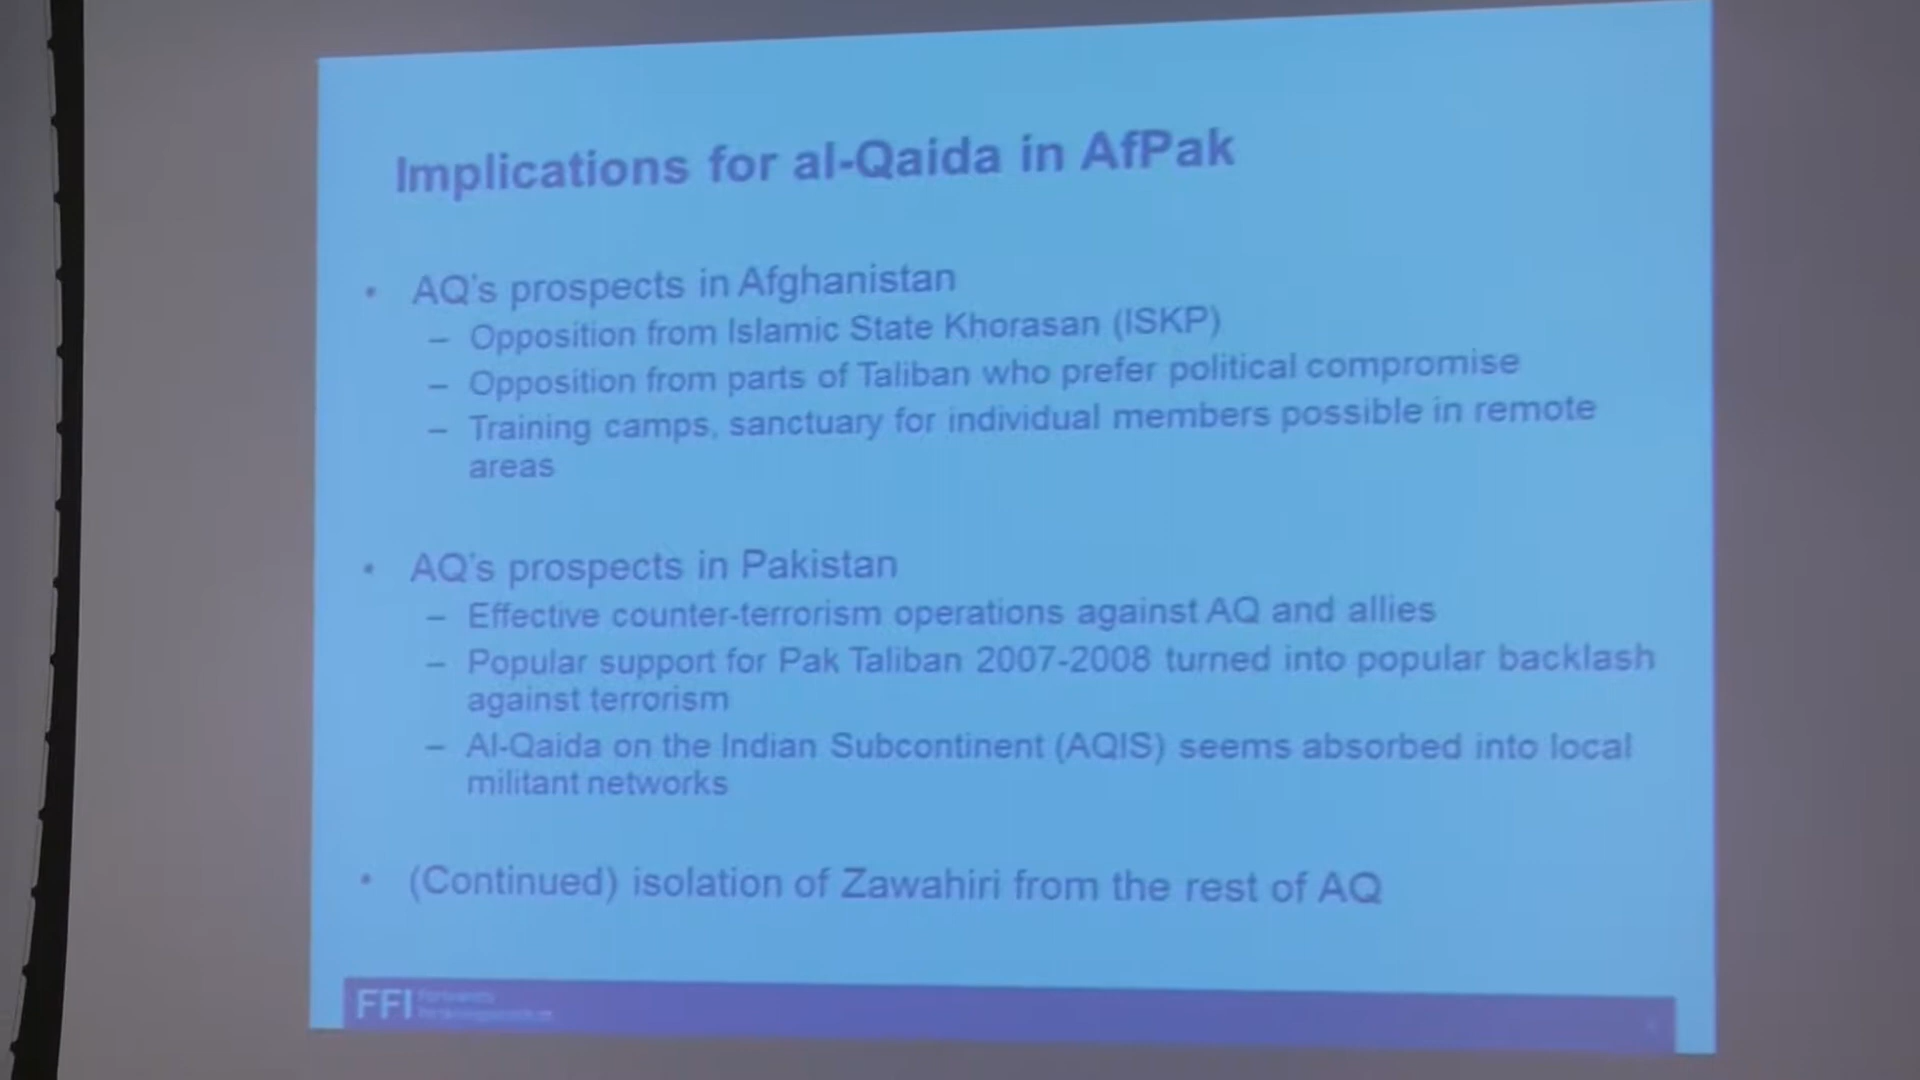 Implications for al-Qaida in AfPak
• AQ's prospects in Afghanistan
– Opposition from Islamic State Khorasan (ISKP)
– Opposition from parts of Taliban who prefer political compromise
– Training camps, sanctuary for individual members possible in remote
areas
• AQ's prospects in Pakistan
– Effective counter-terrorism operations against AQ and allies
– Popular support for Pak Taliban 2007-2008 turned into popular backlash
against terrorism
– Al-Qaida on the Indian Subcontinent (AQIS) seems absorbed into local
militant networks
• (Continued) isolation of Zawahiri from the rest of AQ
FFI